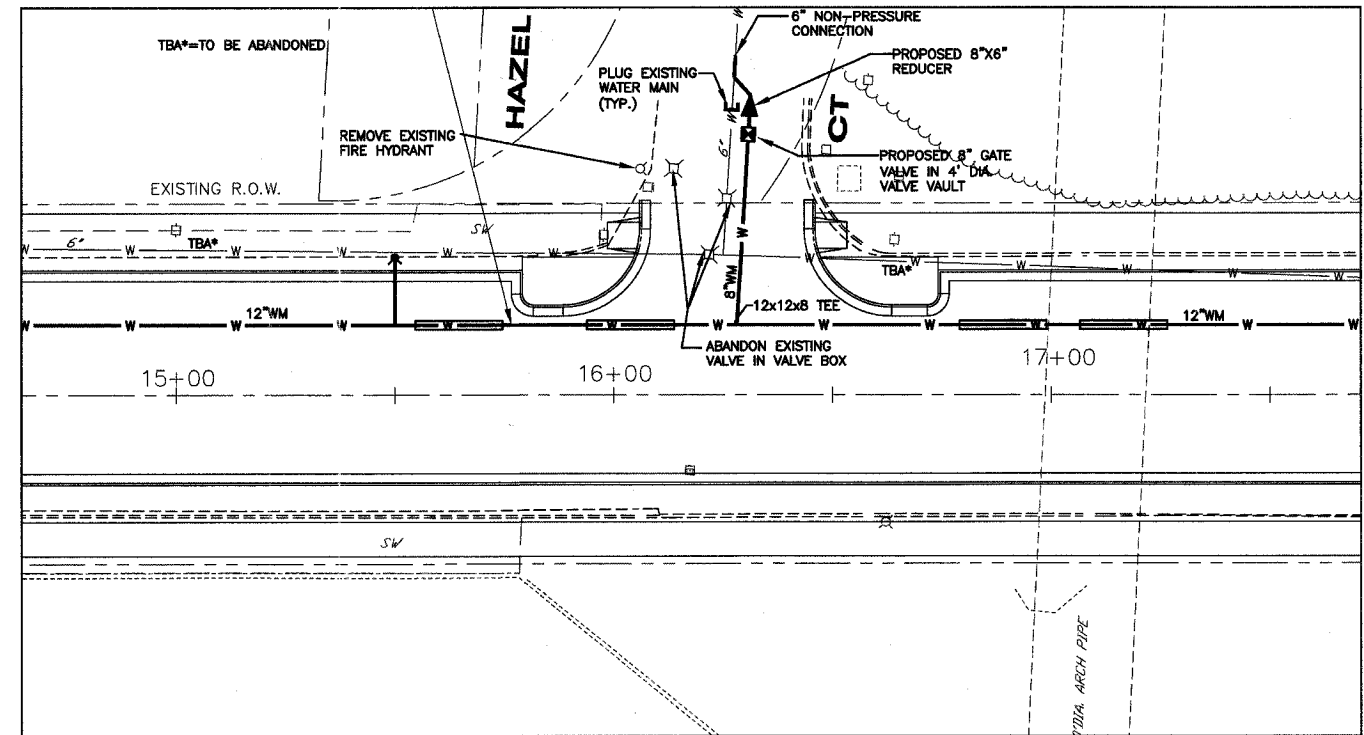 TBA*=TO BE ABANDONED
HAZEL
CT
6" NON-PRESSURE
CONNECTION
PROPOSED 8"X6"
REDUCER
PLUG EXISTING
WATER MAIN
(TYP.)
REMOVE EXISTING
FIRE HYDRANT
PROPOSED 8" GATE
VALVE IN 4' DIA.
VALVE VAULT
EXISTING R.O.W.
W
W
6"
SW
6"
TBA*
W
W
W
W
W
W
W
TBA*
W
W
W
W
8"WM
12x12x8 TEE
W
12"WM
W
W
W
W
W
W
W
W
W
W
12"WM
W
W
ABANDON EXISTING
VALVE IN VALVE BOX
15+00
16+00
17+00
SW
DIA. ARCH PIPE